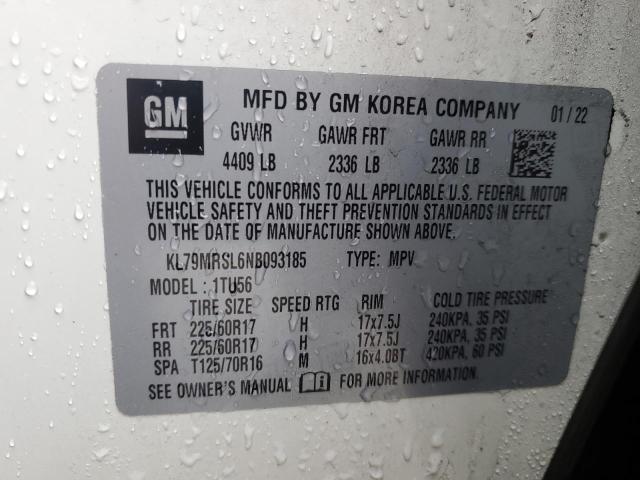 GM MFD BY GM KOREA COMPANY 01/22
GVWR GAWR FRT GAWR RR
4409 LB 2336 LB 2336 LB
THIS VEHICLE CONFORMS TO ALL APPLICABLE U.S. FEDERAL MOTOR
VEHICLE SAFETY AND THEFT PREVENTION STANDARDS IN EFFECT
ON THE DATE OF MANUFACTURE SHOWN ABOVE.
KL79MRSL6NB093185 TYPE: MPV
MODEL: 1TU56
TIRE SIZE SPEED RTG RIM COLD TIRE PRESSURE
FRT 225/60R17 H 17x7.5J 240KPA, 35 PSI
RR 225/60R17 H 17x7.5J 240KPA, 35 PSI
SPA T125/70R16 M 16x4.0BT 420KPA, 60 PSI
SEE OWNER'S MANUAL FOR MORE INFORMATION.